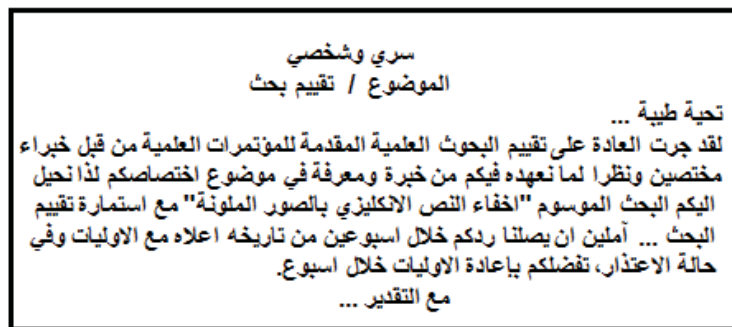 سري وشخصي
الموضوع / تقييم بحث
تحية طيبة ...
لقد جرت العادة على تقييم البحوث العلمية المقدمة للمؤتمرات العلمية من قبل خبراء
مختصين ونظرا لما نعهده فيكم من خبرة ومعرفة في موضوع اختصاصكم لذا نحيل
اليكم البحث الموسوم "اخفاء النص الانكليزي بالصور الملونة" مع استمارة تقييم
البحث ... آملين ان يصلنا ردكم خلال اسبوعين من تاريخه اعلاه مع الاوليات وفي
حالة الاعتذار، تفضلكم بإعادة الاوليات خلال اسبوع.
مع التقدير ...